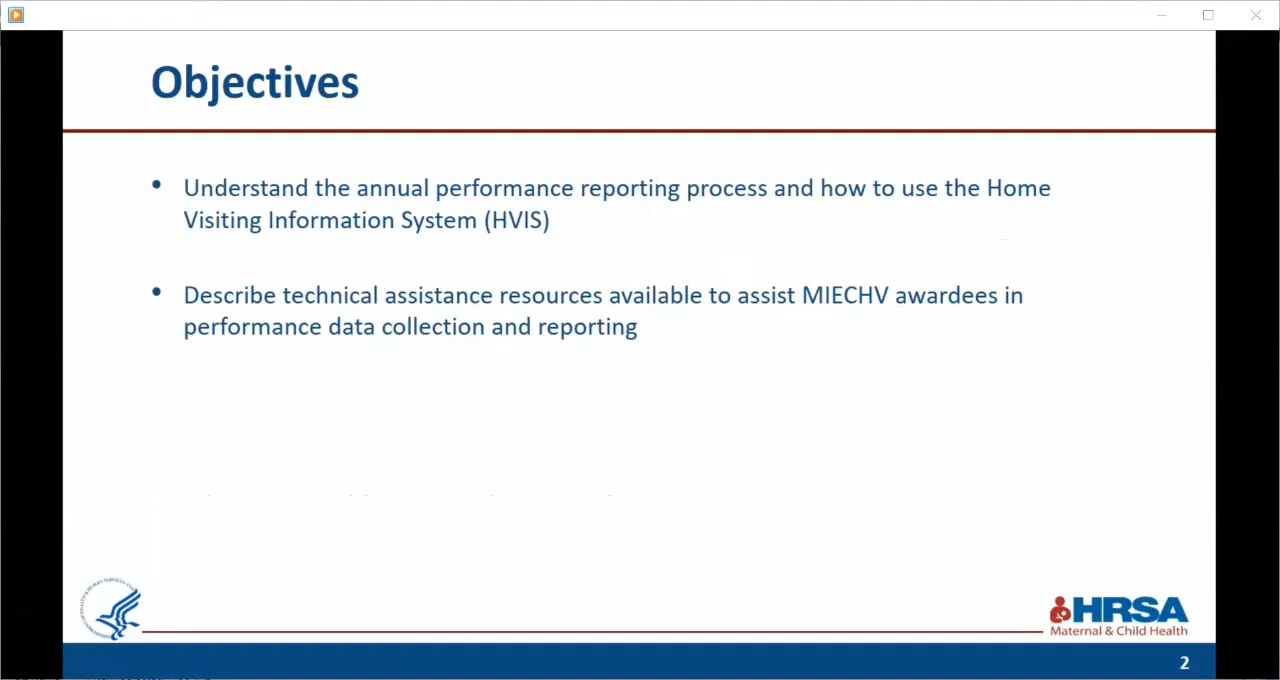 Objectives
• Understand the annual performance reporting process and how to use the Home
Visiting Information System (HVIS)
• Describe technical assistance resources available to assist MIECHV awardees in
performance data collection and reporting
HRSA
Maternal & Child Health
2